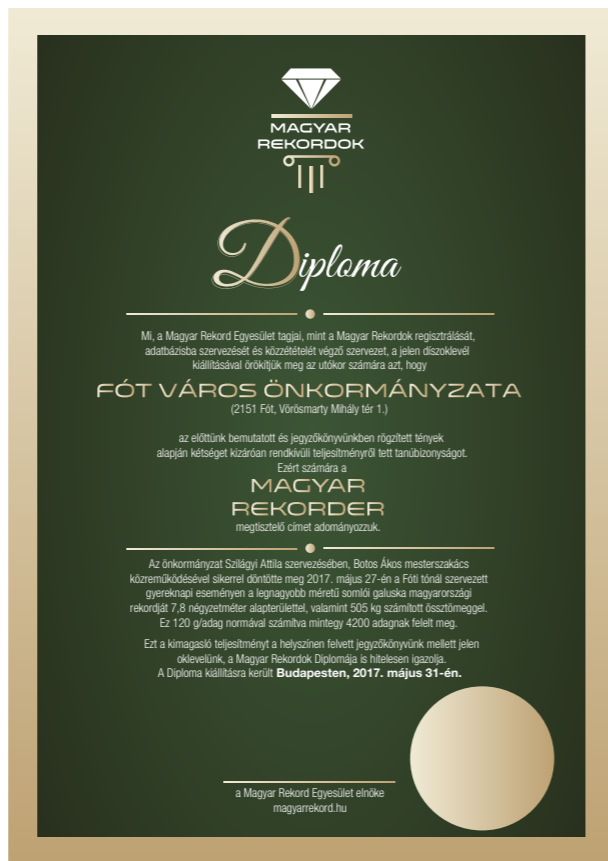 MAGYAR
REKORDOK
Diploma
Mi, a Magyar Rekord Egyesület tagjai, mint a Magyar Rekordok regisztrálását,
adatbázisba szervezését és közzétételét végző szervezet, a jelen díszoklevél
kiállításával örökítjük meg az utókor számára azt, hogy
FÓT VÁROS ÖNKORMÁNYZATA
(2151 Fót, Vörösmarty Mihály tér 1.)
az előttünk bemutatott és jegyzőkönyvünkben rögzített tények
alapján kétséget kizáróan rendkívüli teljesítményről tett tanúbizonyságot.
Ezért számára a
MAGYAR
REKORDER
megtisztelő címet adományozzuk.
Az önkormányzat Szilágyi Attila szervezésében, Botos Ákos mesterszakács
közreműködésével sikerrel döntötte meg 2017. május 27-én a Fóti tónál szervezett
gyereknapi eseményen a legnagyobb méretű somlói galuska magyarországi
rekordját 7,8 négyzetméter alapterülettel, valamint 505 kg számított össztömeggel.
Ez 120 g/adag normával számítva mintegy 4200 adagnak felelt meg.
Ezt a kimagasló teljesítményt a helyszínen felvett jegyzőkönyvünk mellett jelen
oklevelünk, a Magyar Rekordok Diplomája is hitelesen igazolja.
A Diploma kiállításra került Budapesten, 2017. május 31-én.
a Magyar Rekord Egyesület elnöke
magyarrekord.hu